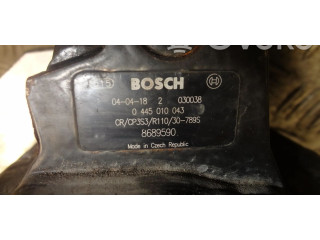 BOSCH
04-04-18 2 030038
0 445 010 043
CR/CP3S3/R110/30-789S
8689590
Made in Czech Republic